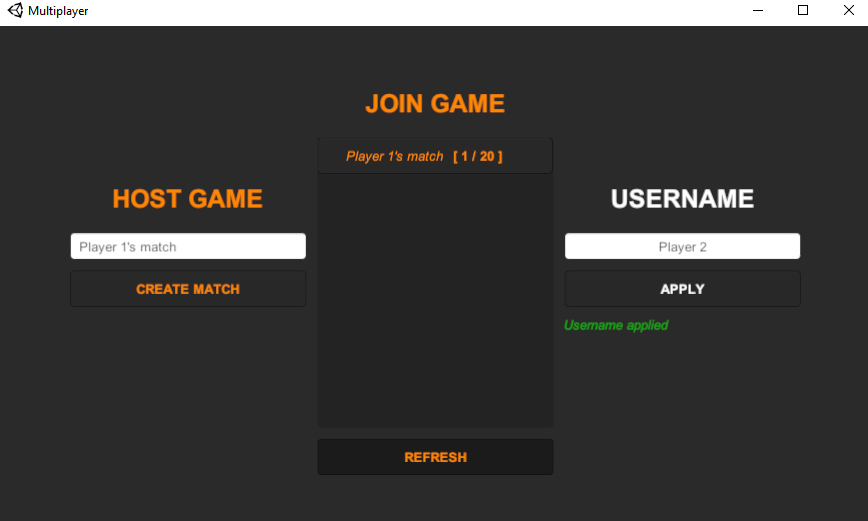 Multiplayer
JOIN GAME
Player 1's match [ 1 / 20 ]
HOST GAME
Player 1's match
CREATE MATCH
USERNAME
Player 2
APPLY
Username applied
REFRESH